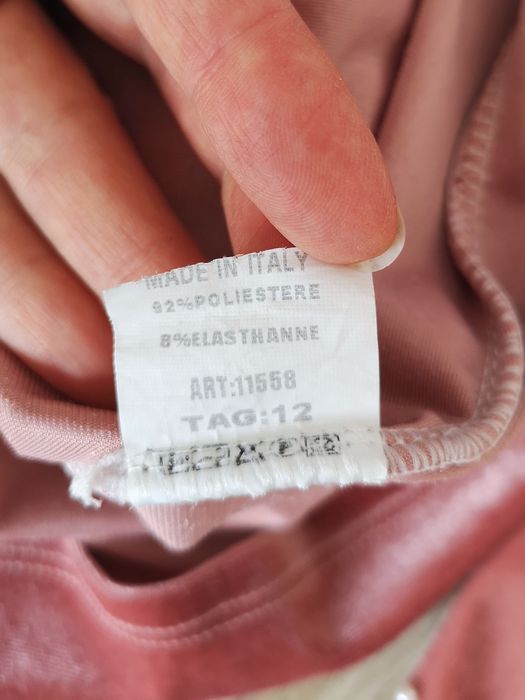 MADE IN ITALY
92%POLIESTERE
8%ELASTHANNE
ART:11558
TAG:12